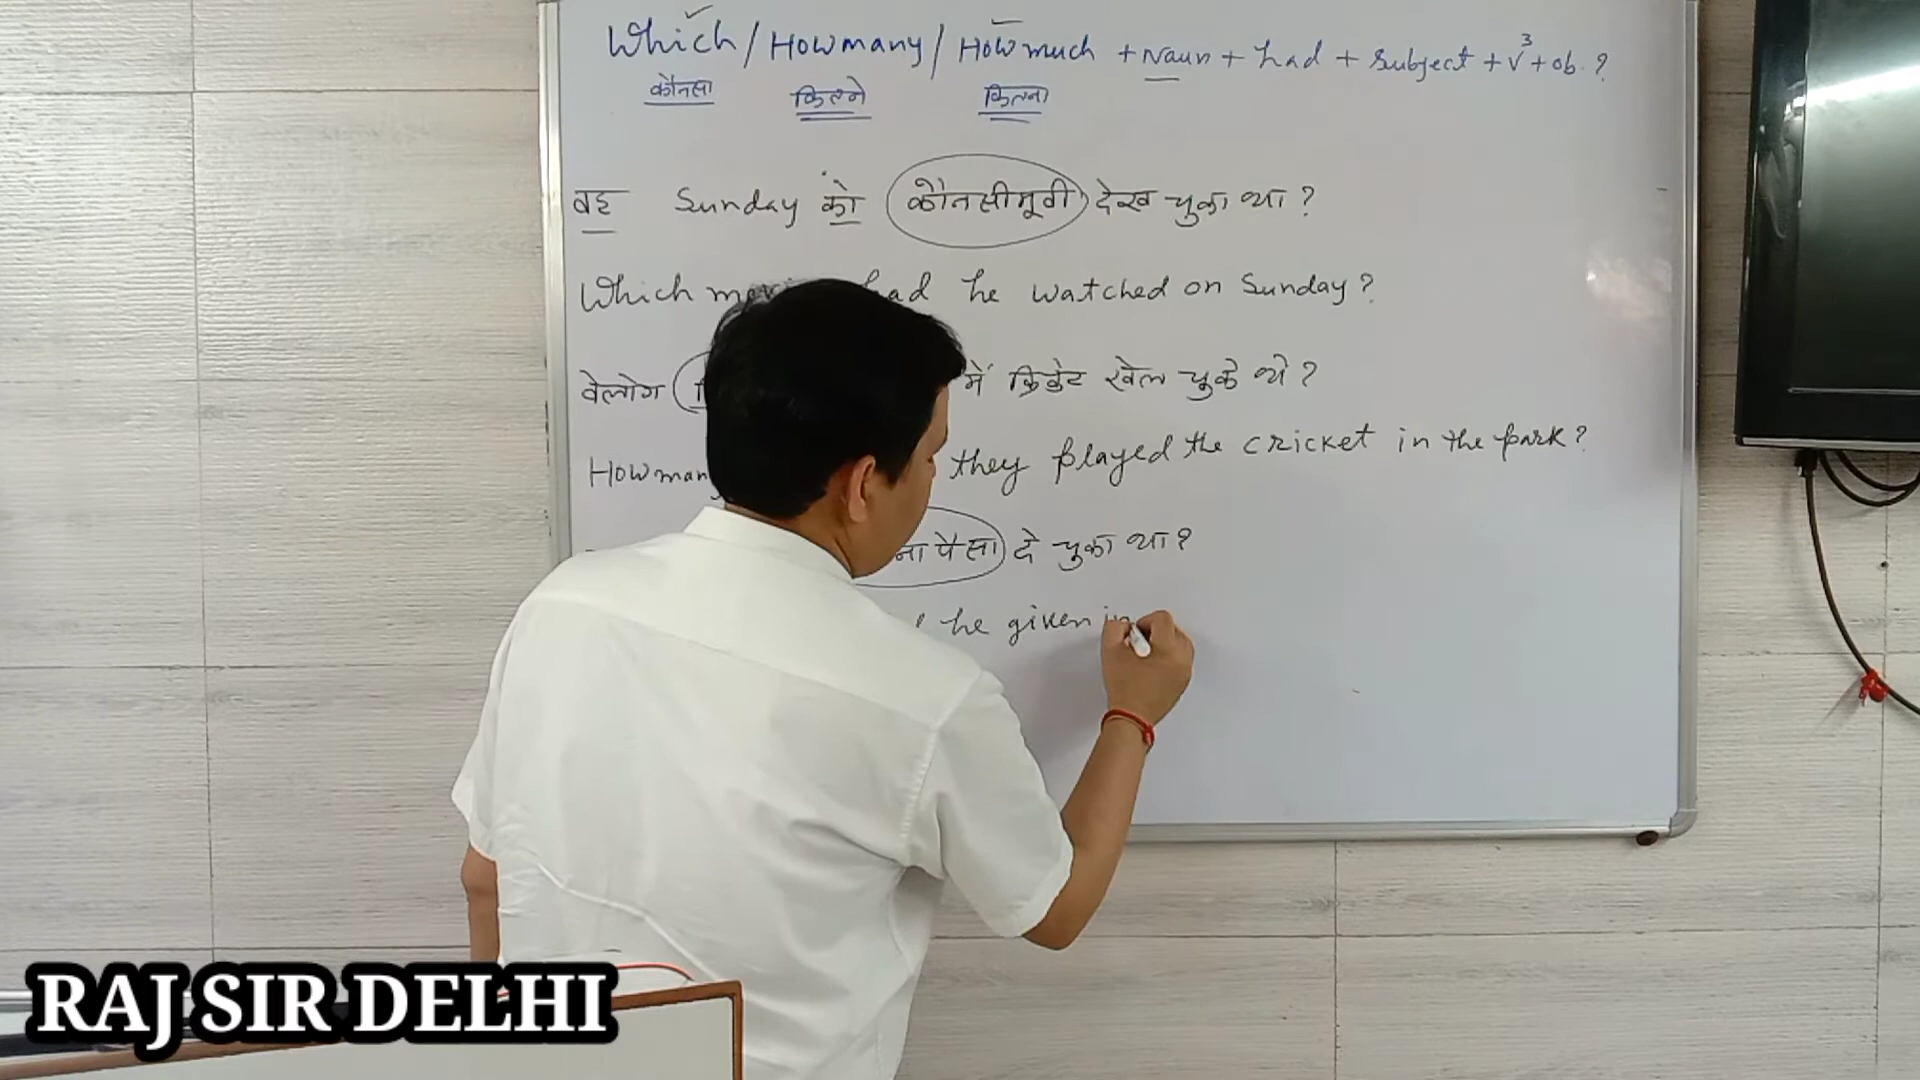 Which / How many / How much + Noun + had + Subject + V³ + ob. ?
कौनसा कितने कितना
वह Sunday को कौनसी मूवी देख चुका था ?
Which had he watched on Sunday ?
वे लोग में क्रिकेट खेल चुके थे ?
How many they played the cricket in the park ?
पैसा दे चुका था ?
he given in
RAJ SIR DELHI